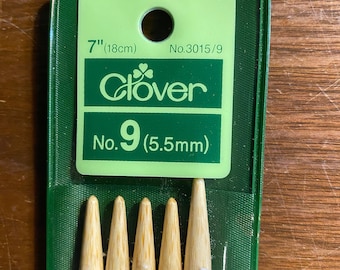 7" (18cm) No.3015/9
Clover
No.9 (5.5mm)